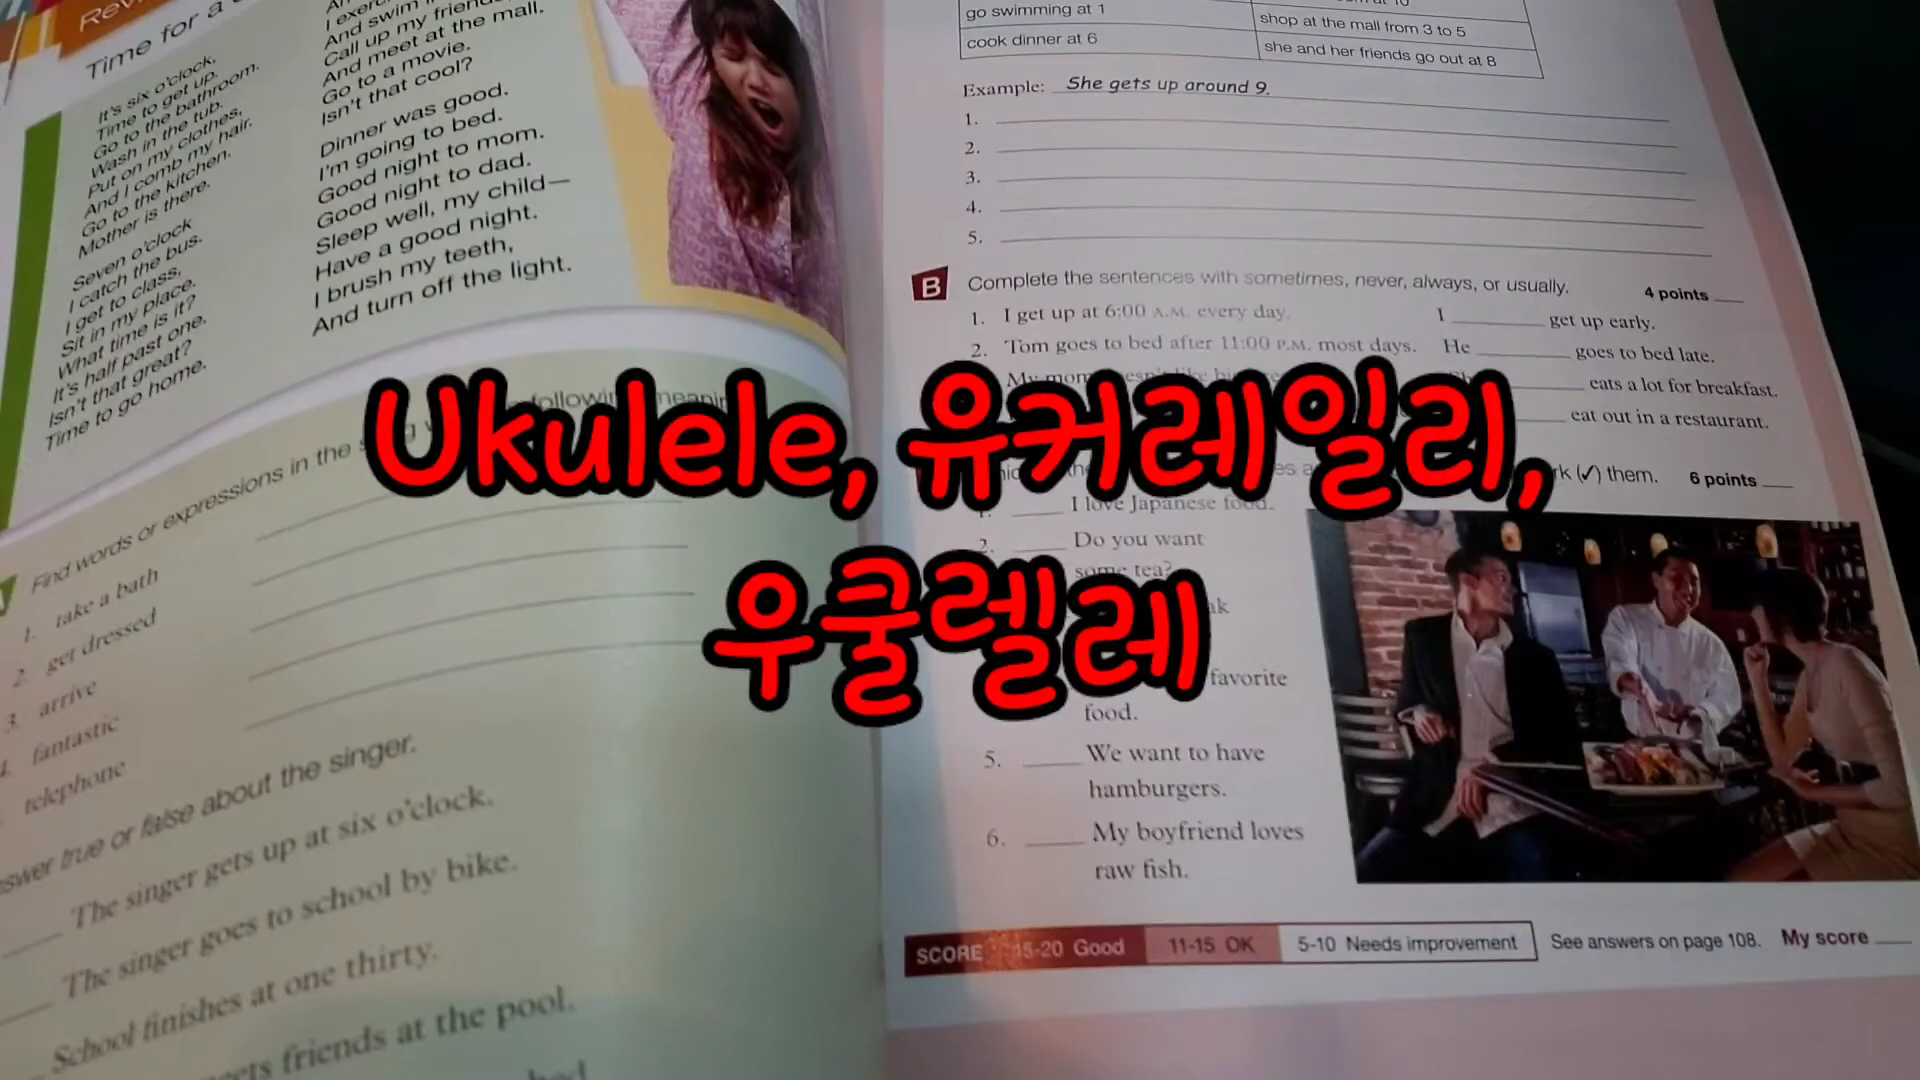 Time for a
It's six o'clock.
Time to get up.
Go to the bathroom.
Wash in the tub.
Put on my clothes,
And I comb my hair.
Go to the kitchen.
Mother is there.
Seven o'clock
I catch the bus.
I get to class,
Sit in my place.
What time is it?
It's half past one.
Isn't that great?
Time to go home.
And swim
Call up my friends
And meet at the mall.
Go to a movie.
Isn't that cool?
Dinner was good.
I'm going to bed.
Good night to mom.
Good night to dad.
Sleep well, my child—
Have a good night.
I brush my teeth,
And turn off the light.
Find words or expressions in the
1. take a bath
2. get dressed
3. arrive
4. fantastic
telephone
true or false about the singer.
The singer gets up at six o'clock.
The singer goes to school by bike.
School finishes at one thirty.
friends at the pool.
go swimming at 1
shop at the mall from 3 to 5
cook dinner at 6
she and her friends go out at 8
Example: She gets up around 9.
1.
2.
3.
4.
5.
B Complete the sentences with sometimes, never, always, or usually. 4 points
1. I get up at 6:00 A.M. every day. I ______ get up early.
2. Tom goes to bed after 11:00 P.M. most days. He ______ goes to bed late.
My mom ______ eats a lot for breakfast.
______ eat out in a restaurant.
(✓) them. 6 points
1. ____ I love Japanese food.
2. ____ Do you want
some tea?
favorite
food.
5. ____ We want to have
hamburgers.
6. ____ My boyfriend loves
raw fish.
SCORE 15-20 Good 11-15 OK 5-10 Needs improvement See answers on page 108. My score
Ukulele, 유커레일리,
우쿨렐레